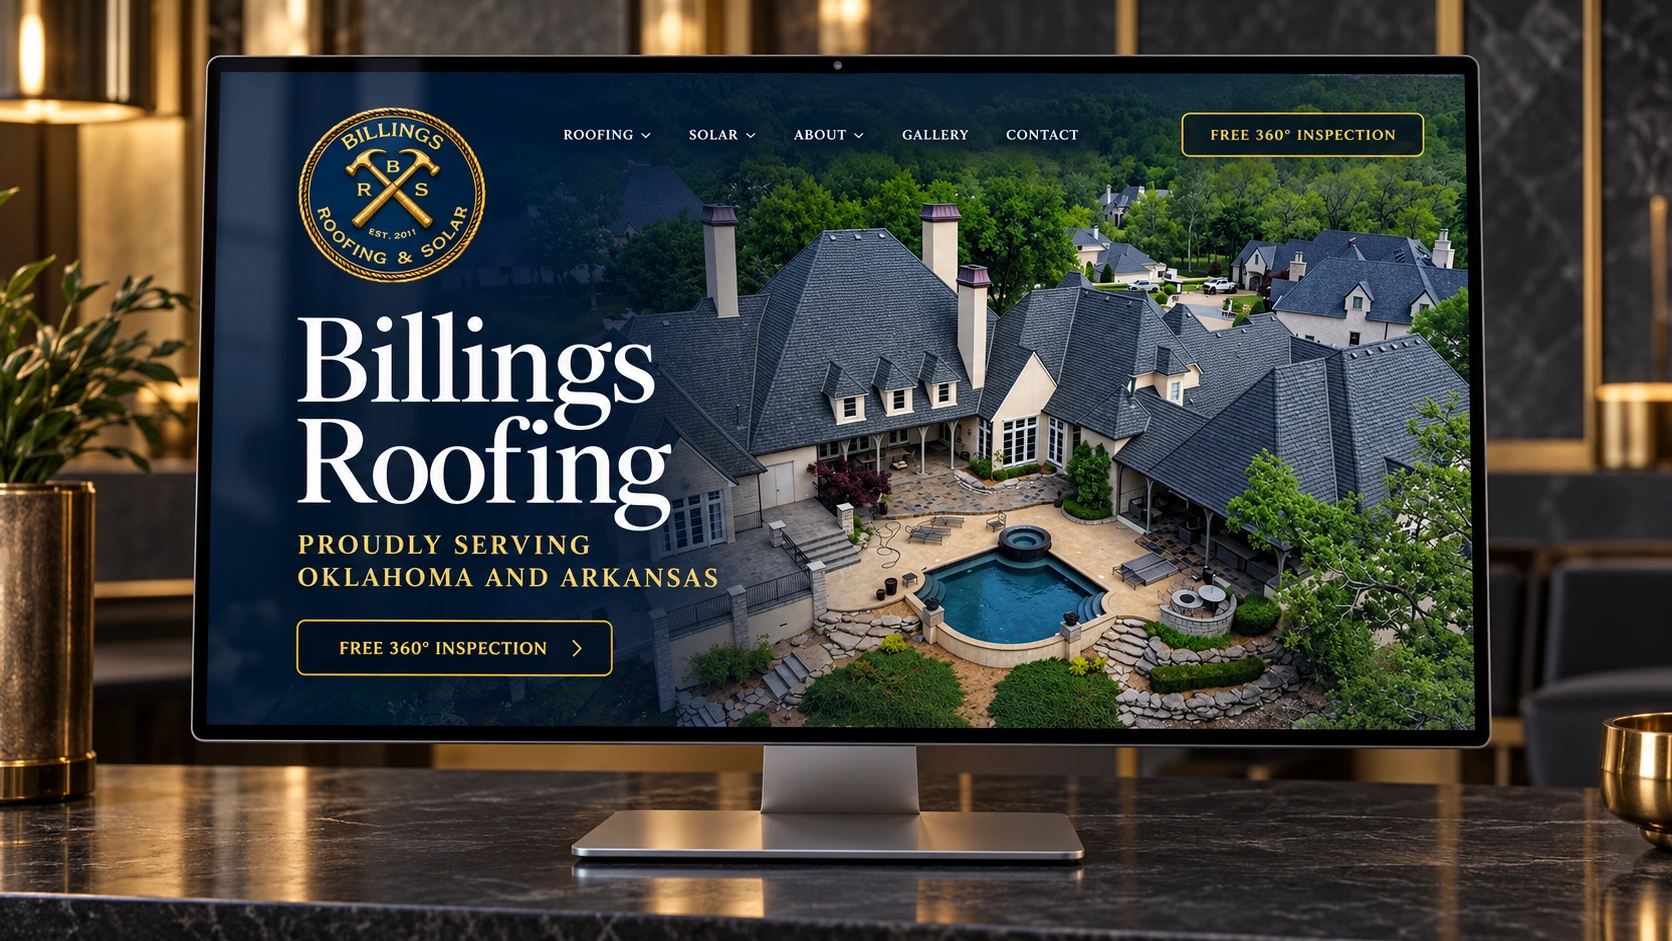 BILLINGS
B
R S
EST. 2011
ROOFING & SOLAR
ROOFING
SOLAR
ABOUT
GALLERY
CONTACT
FREE 360° INSPECTION
Billings
Roofing
PROUDLY SERVING
OKLAHOMA AND ARKANSAS
FREE 360° INSPECTION